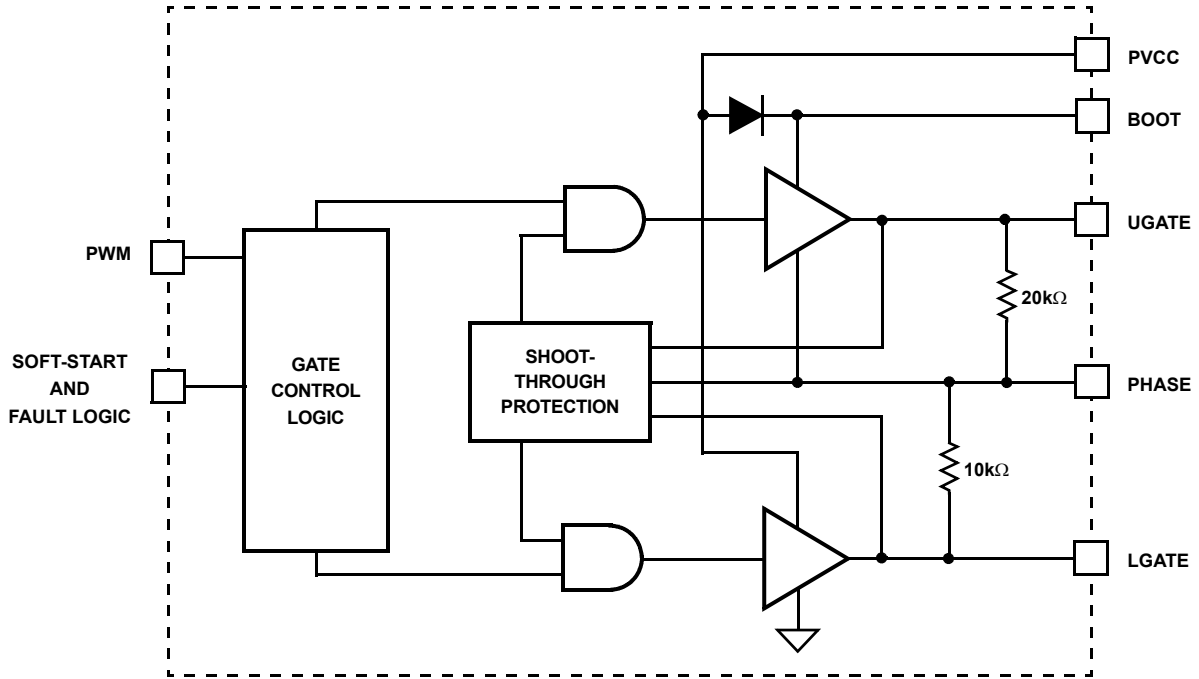 PVCC
BOOT
UGATE
PWM
20kΩ
SOFT-START
AND
FAULT LOGIC
GATE
CONTROL
LOGIC
SHOOT-
THROUGH
PROTECTION
PHASE
10kΩ
LGATE